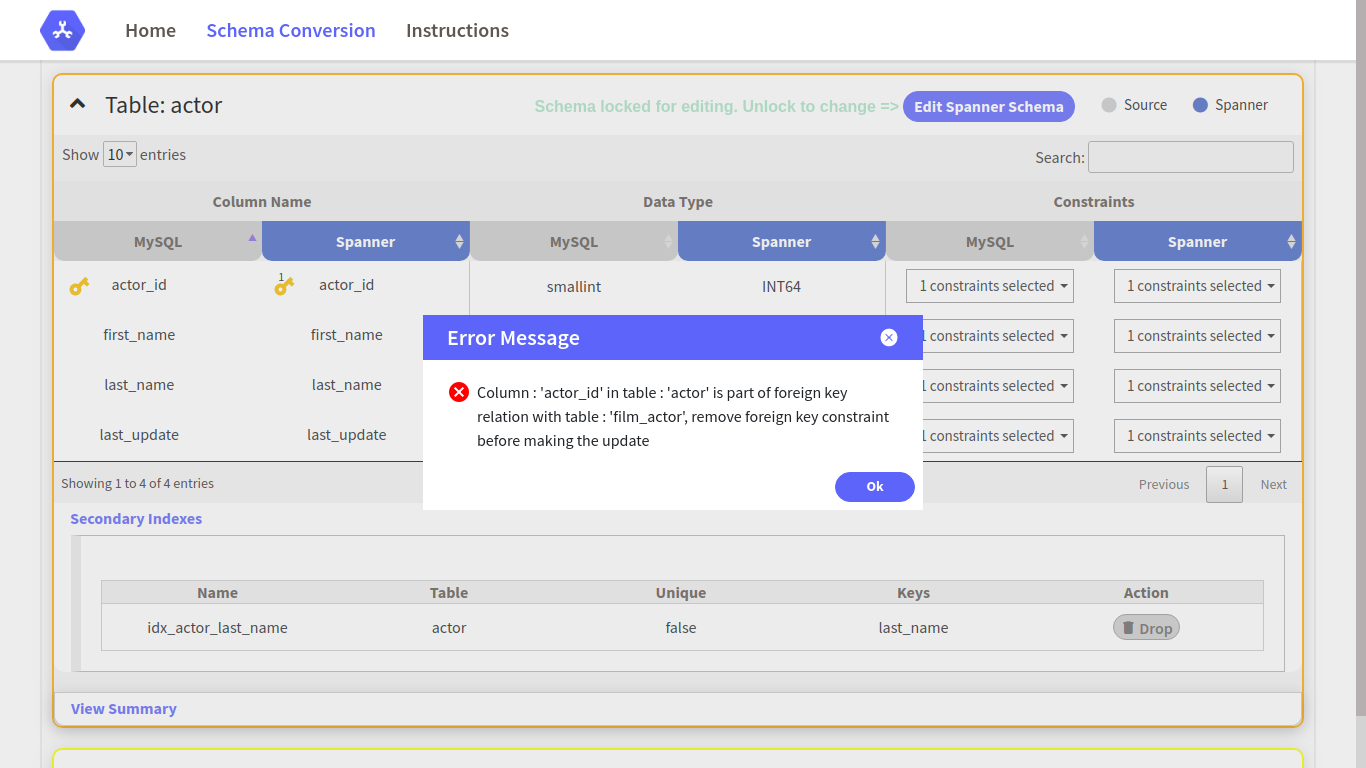 Home Schema Conversion Instructions
Table: actor Schema locked for editing. Unlock to change => Edit Spanner Schema Source Spanner
Show 10 entries Search:
Column Name Data Type Constraints
MySQL Spanner MySQL Spanner MySQL Spanner
actor_id 1 actor_id smallint INT64 1 constraints selected 1 constraints selected
first_name first_name 1 constraints selected 1 constraints selected
last_name last_name 1 constraints selected 1 constraints selected
last_update last_update 1 constraints selected 1 constraints selected
Error Message
Column : 'actor_id' in table : 'actor' is part of foreign key
relation with table : 'film_actor', remove foreign key constraint
before making the update
Ok
Showing 1 to 4 of 4 entries Previous 1 Next
Secondary Indexes
Name Table Unique Keys Action
idx_actor_last_name actor false last_name Drop
View Summary